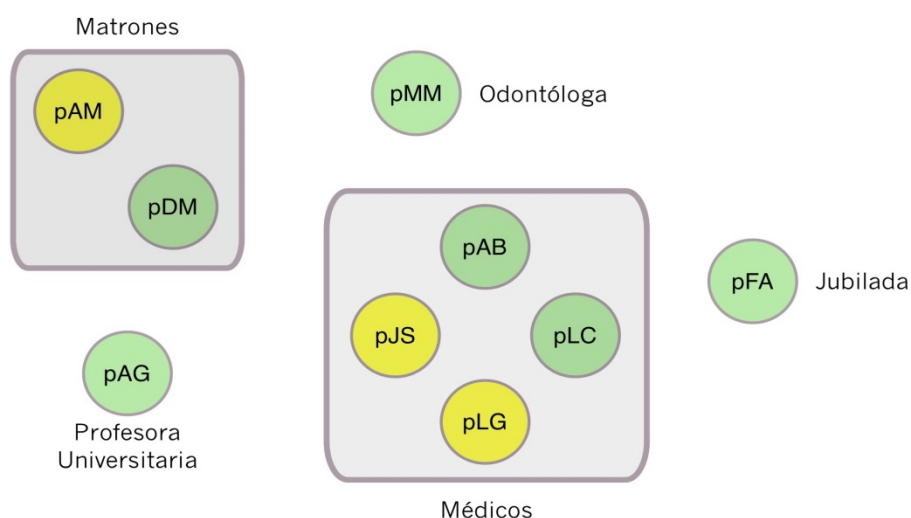 Matrones
pAM
pDM
pMM Odontóloga
pAB
pJS
pLC
pLG
pFA Jubilada
pAG
Profesora
Universitaria
Médicos